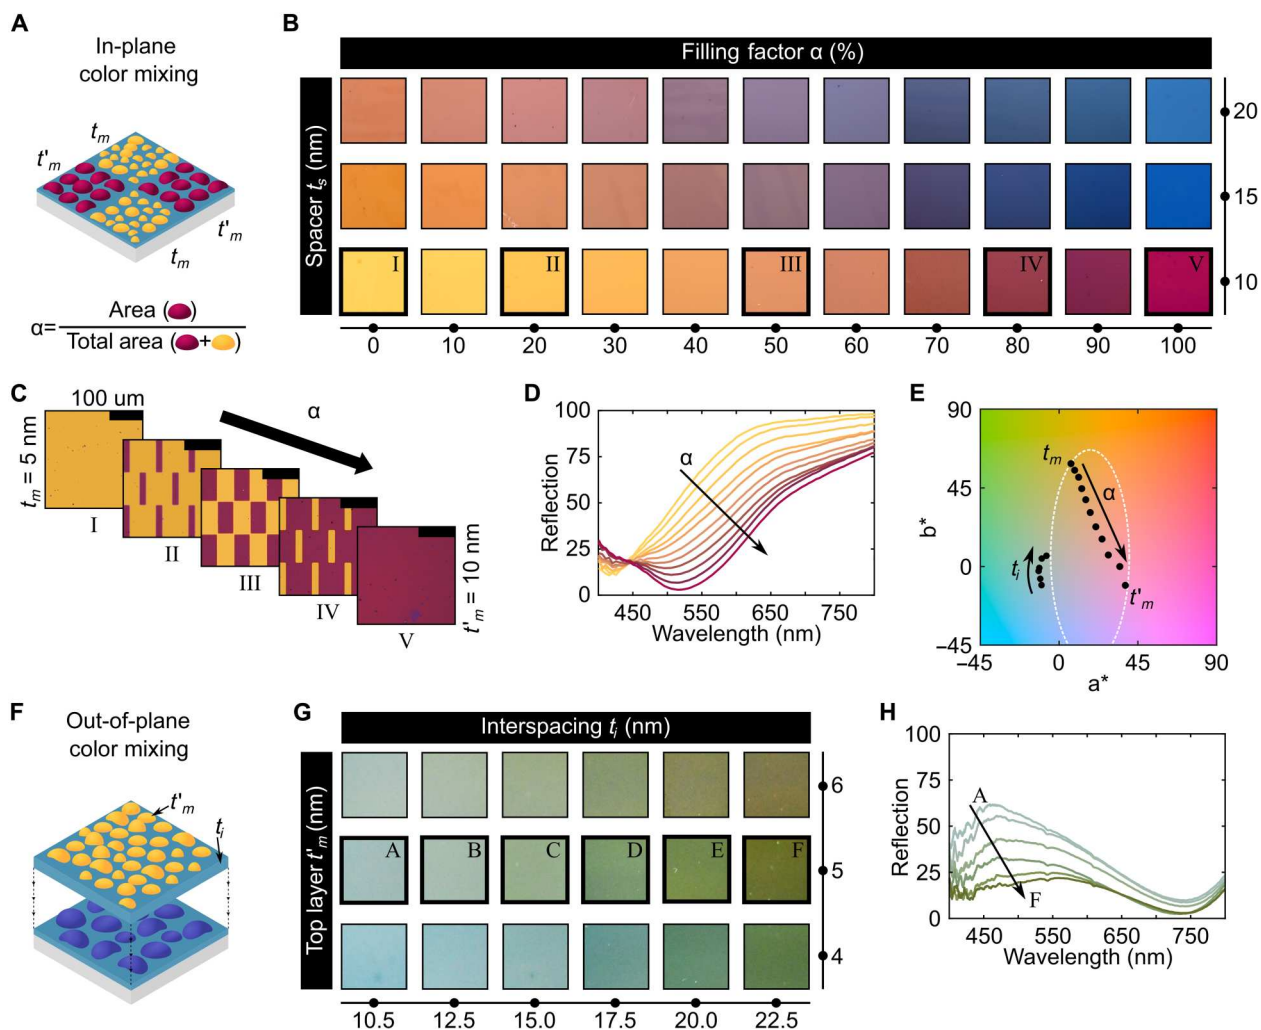 A
In-plane
color mixing
t_m
t'_m
t'_m
t_m
α= Area ( )
Total area ( + )
B
Filling factor α (%)
Spacer t_s (nm)
I II III IV V
20
15
10
0 10 20 30 40 50 60 70 80 90 100
C
100 um
α
t_m = 5 nm
I
II
III
IV
V
t'_m = 10 nm
D
Reflection
100
75
50
25
0
α
450 550 650 750
Wavelength (nm)
E
b*
90
45
0
−45
t_m
α
t_i
t'_m
−45 0 45 90
a*
F
Out-of-plane
color mixing
t'_m
t_i
G
Interspacing t_i (nm)
Top layer t'_m (nm)
A B C D E F
6
5
4
10.5 12.5 15.0 17.5 20.0 22.5
H
Reflection
100
75
50
25
0
A
F
450 550 650 750
Wavelength (nm)